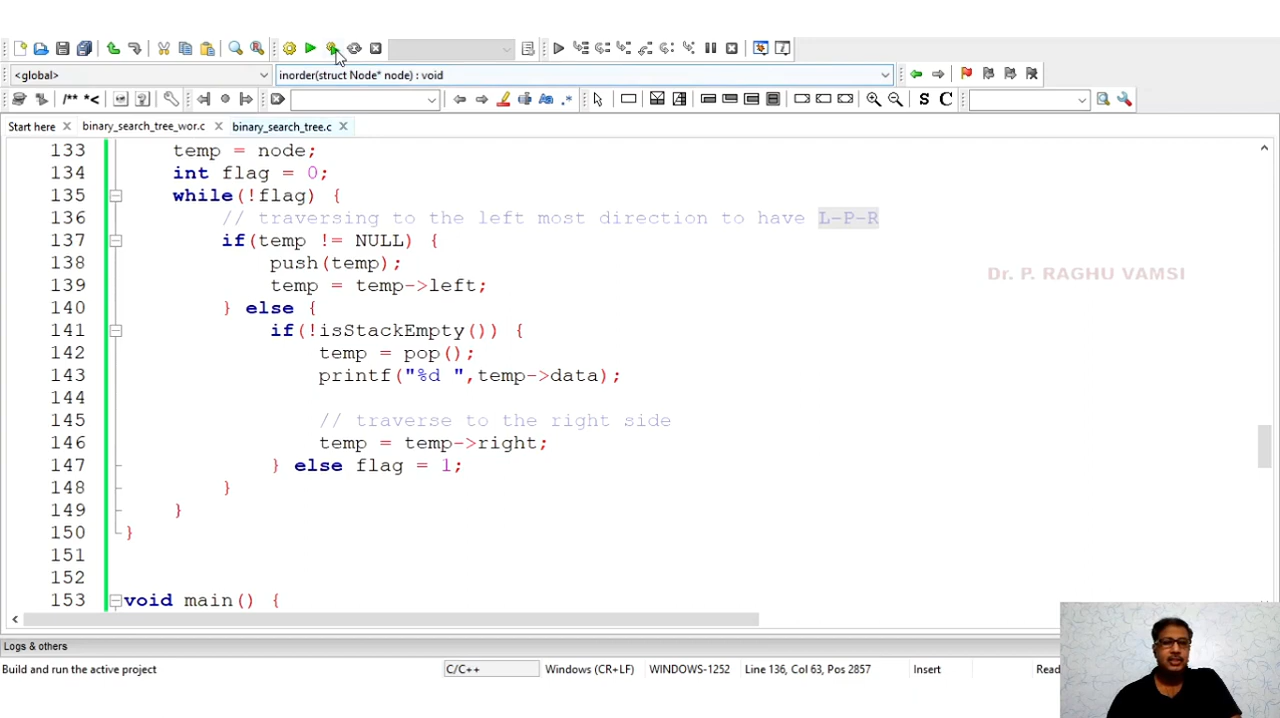 <global>
inorder(struct Node* node) : void
/** *<
.*
S C
Start here binary_search_tree_wor.c binary_search_tree.c
133 temp = node;
134 int flag = 0;
135 while(!flag) {
136 // traversing to the left most direction to have L-P-R
137 if(temp != NULL) {
138 push(temp);
139 temp = temp->left;
140 } else {
141 if(!isStackEmpty()) {
142 temp = pop();
143 printf("%d ",temp->data);
144
145 // traverse to the right side
146 temp = temp->right;
147 } else flag = 1;
148 }
149 }
150 }
151
152
153 void main() {
Dr. P. RAGHU VAMSI
Logs & others
Build and run the active project C/C++ Windows (CR+LF) WINDOWS-1252 Line 136, Col 63, Pos 2857 Insert Read